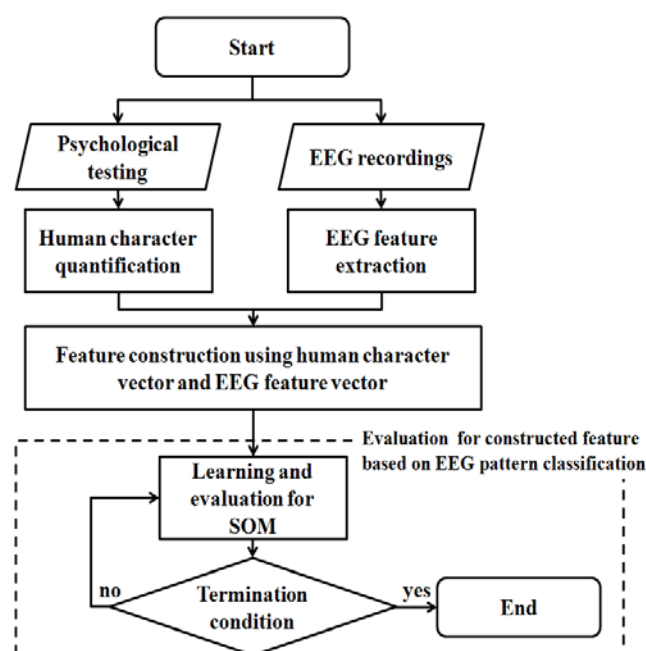 Start
Psychological
testing
EEG recordings
Human character
quantification
EEG feature
extraction
Feature construction using human character
vector and EEG feature vector
Evaluation for constructed feature
based on EEG pattern classification
Learning and
evaluation for
SOM
no
Termination
condition
yes
End